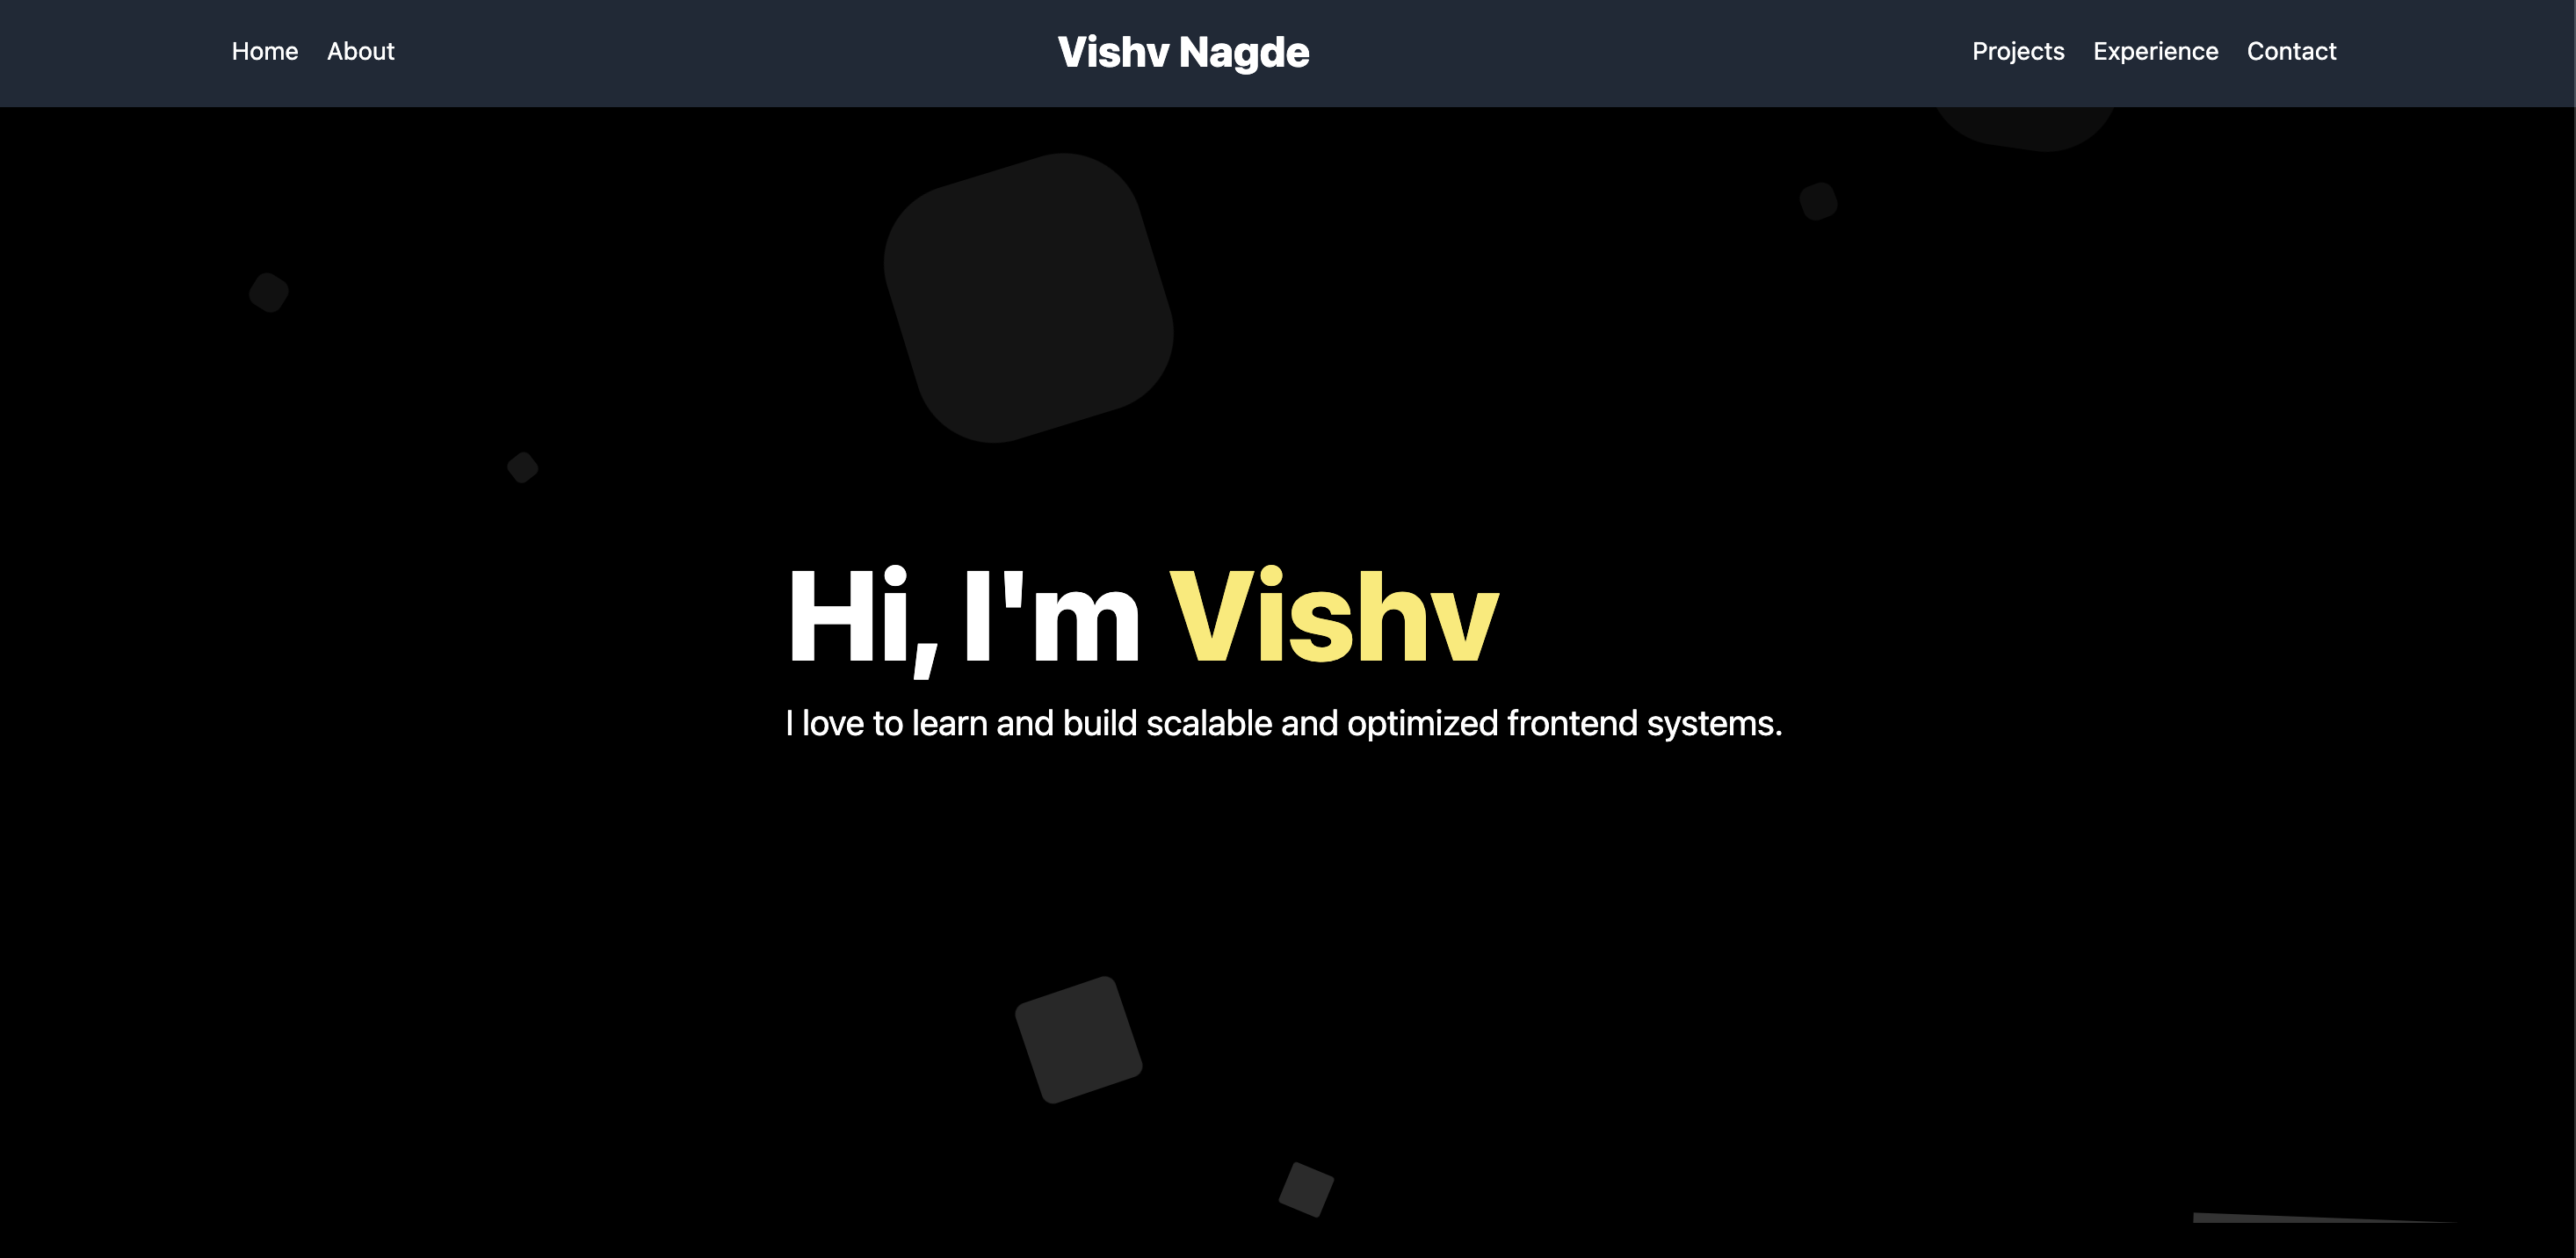 Home About Vishv Nagde Projects Experience Contact
Hi, I'm Vishv
I love to learn and build scalable and optimized frontend systems.